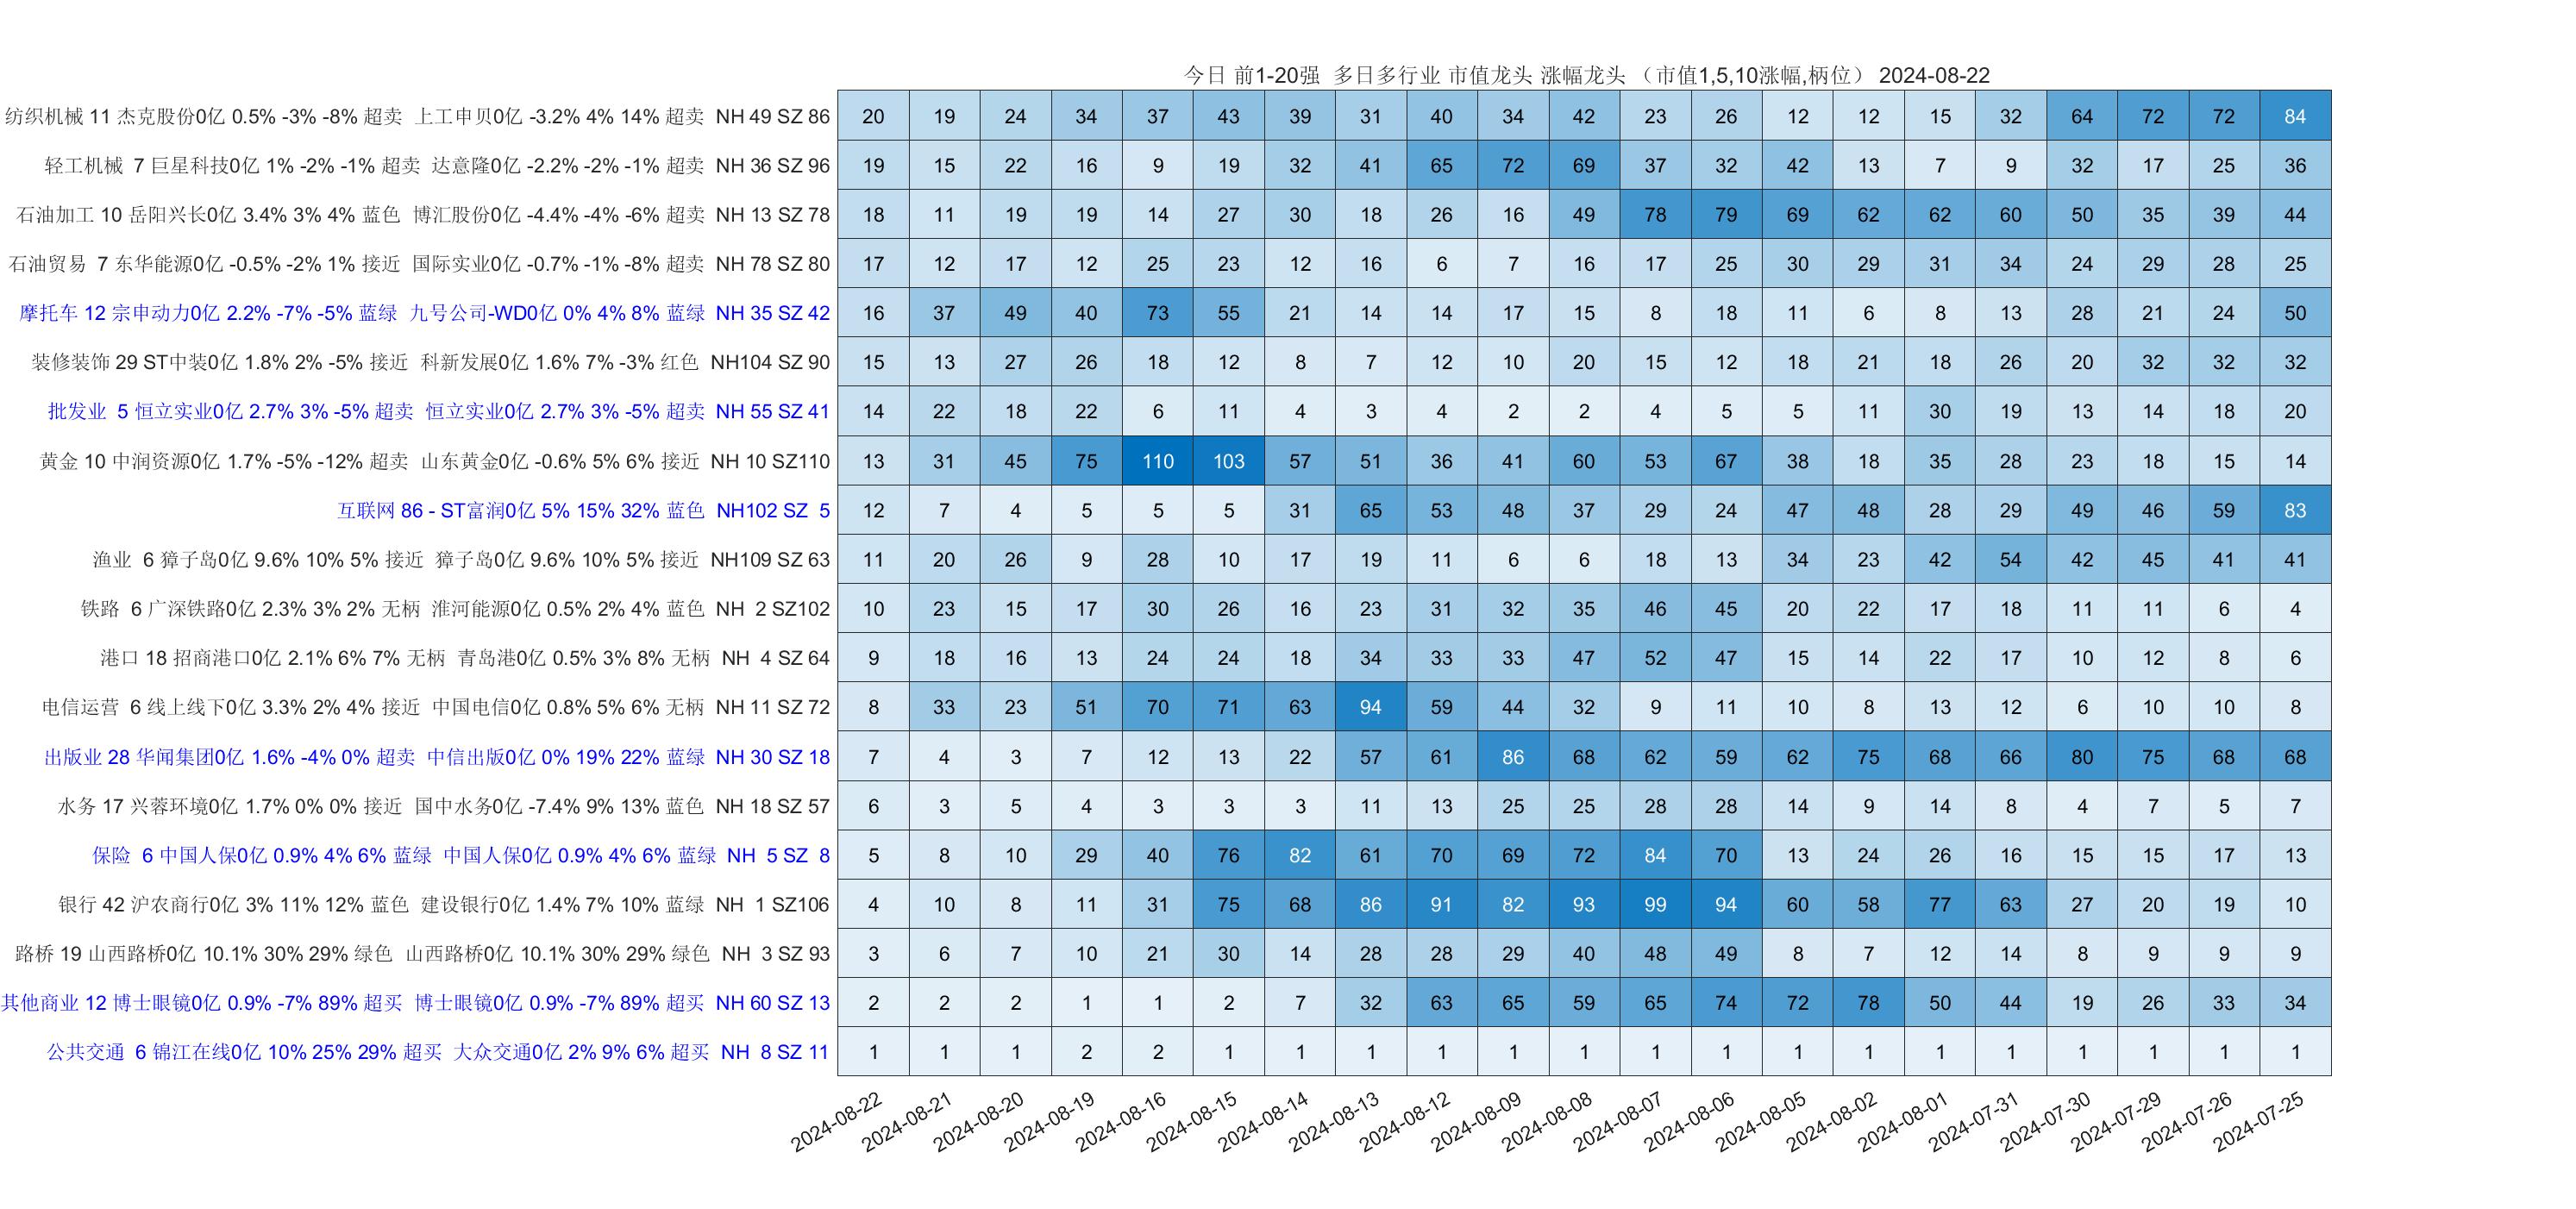 今日 前1-20强 多日多行业 市值龙头 涨幅龙头 （市值1,5,10涨幅,柄位） 2024-08-22
纺织机械 11 杰克股份0亿 0.5% -3% -8% 超卖 上工申贝0亿 -3.2% 4% 14% 超卖 NH 49 SZ 86 20 19 24 34 37 43 39 31 40 34 42 23 26 12 12 15 32 64 72 72 84
轻工机械 7 巨星科技0亿 1% -2% -1% 超卖 达意隆0亿 -2.2% -2% -1% 超卖 NH 36 SZ 96 19 15 22 16 9 19 32 41 65 72 69 37 32 42 13 7 9 32 17 25 36
石油加工 10 岳阳兴长0亿 3.4% 3% 4% 蓝色 博汇股份0亿 -4.4% -4% -6% 超卖 NH 13 SZ 78 18 11 19 19 14 27 30 18 26 16 49 78 79 69 62 62 60 50 35 39 44
石油贸易 7 东华能源0亿 -0.5% -2% 1% 接近 国际实业0亿 -0.7% -1% -8% 超卖 NH 78 SZ 80 17 12 17 12 25 23 12 16 6 7 16 17 25 30 29 31 34 24 29 28 25
摩托车 12 宗申动力0亿 2.2% -7% -5% 蓝绿 九号公司-WD0亿 0% 4% 8% 蓝绿 NH 35 SZ 42 16 37 49 40 73 55 21 14 14 17 15 8 18 11 6 8 13 28 21 24 50
装修装饰 29 ST中装0亿 1.8% 2% -5% 接近 科新发展0亿 1.6% 7% -3% 红色 NH104 SZ 90 15 13 27 26 18 12 8 7 12 10 20 15 12 18 21 18 26 20 32 32 32
批发业 5 恒立实业0亿 2.7% 3% -5% 超卖 恒立实业0亿 2.7% 3% -5% 超卖 NH 55 SZ 41 14 22 18 22 6 11 4 3 4 2 2 4 5 5 11 30 19 13 14 18 20
黄金 10 中润资源0亿 1.7% -5% -12% 超卖 山东黄金0亿 -0.6% 5% 6% 接近 NH 10 SZ110 13 31 45 75 110 103 57 51 36 41 60 53 67 38 18 35 28 23 18 15 14
互联网 86 - ST富润0亿 5% 15% 32% 蓝色 NH102 SZ 5 12 7 4 5 5 5 31 65 53 48 37 29 24 47 48 28 29 49 46 59 83
渔业 6 獐子岛0亿 9.6% 10% 5% 接近 獐子岛0亿 9.6% 10% 5% 接近 NH109 SZ 63 11 20 26 9 28 10 17 19 11 6 6 18 13 34 23 42 54 42 45 41 41
铁路 6 广深铁路0亿 2.3% 3% 2% 无柄 淮河能源0亿 0.5% 2% 4% 蓝色 NH 2 SZ102 10 23 15 17 30 26 16 23 31 32 35 46 45 20 22 17 18 11 11 6 4
港口 18 招商港口0亿 2.1% 6% 7% 无柄 青岛港0亿 0.5% 3% 8% 无柄 NH 4 SZ 64 9 18 16 13 24 24 18 34 33 33 47 52 47 15 14 22 17 10 12 8 6
电信运营 6 线上线下0亿 3.3% 2% 4% 接近 中国电信0亿 0.8% 5% 6% 无柄 NH 11 SZ 72 8 33 23 51 70 71 63 94 59 44 32 9 11 10 8 13 12 6 10 10 8
出版业 28 华闻集团0亿 1.6% -4% 0% 超卖 中信出版0亿 0% 19% 22% 蓝绿 NH 30 SZ 18 7 4 3 7 12 13 22 57 61 86 68 62 59 62 75 68 66 80 75 68 68
水务 17 兴蓉环境0亿 1.7% 0% 0% 接近 国中水务0亿 -7.4% 9% 13% 蓝色 NH 18 SZ 57 6 3 5 4 3 3 3 11 13 25 25 28 28 14 9 14 8 4 7 5 7
保险 6 中国人保0亿 0.9% 4% 6% 蓝绿 中国人保0亿 0.9% 4% 6% 蓝绿 NH 5 SZ 8 5 8 10 29 40 76 82 61 70 69 72 84 70 13 24 26 16 15 15 17 13
银行 42 沪农商行0亿 3% 11% 12% 蓝色 建设银行0亿 1.4% 7% 10% 蓝绿 NH 1 SZ106 4 10 8 11 31 75 68 86 91 82 93 99 94 60 58 77 63 27 20 19 10
路桥 19 山西路桥0亿 10.1% 30% 29% 绿色 山西路桥0亿 10.1% 30% 29% 绿色 NH 3 SZ 93 3 6 7 10 21 30 14 28 28 29 40 48 49 8 7 12 14 8 9 9 9
其他商业 12 博士眼镜0亿 0.9% -7% 89% 超买 博士眼镜0亿 0.9% -7% 89% 超买 NH 60 SZ 13 2 2 2 1 1 2 7 32 63 65 59 65 74 72 78 50 44 19 26 33 34
公共交通 6 锦江在线0亿 10% 25% 29% 超买 大众交通0亿 2% 9% 6% 超买 NH 8 SZ 11 1 1 1 2 2 1 1 1 1 1 1 1 1 1 1 1 1 1 1 1 1
2024-08-22 2024-08-21 2024-08-20 2024-08-19 2024-08-16 2024-08-15 2024-08-14 2024-08-13 2024-08-12 2024-08-09 2024-08-08 2024-08-07 2024-08-06 2024-08-05 2024-08-02 2024-08-01 2024-07-31 2024-07-30 2024-07-29 2024-07-26 2024-07-25